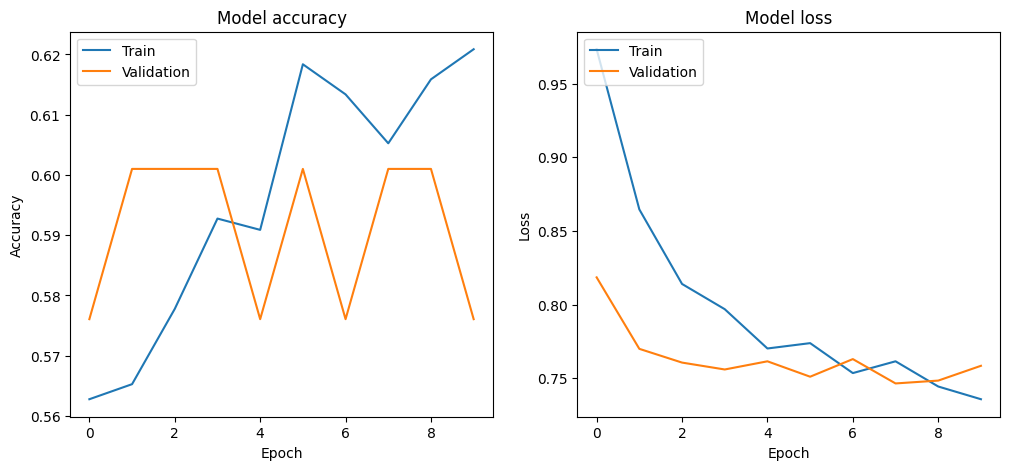 Model accuracy
Train
Validation
0.62
0.61
0.60
0.59
0.58
0.57
0.56
Accuracy
0 2 4 6 8
Epoch
Model loss
Train
Validation
0.95
0.90
0.85
0.80
0.75
Loss
0 2 4 6 8
Epoch